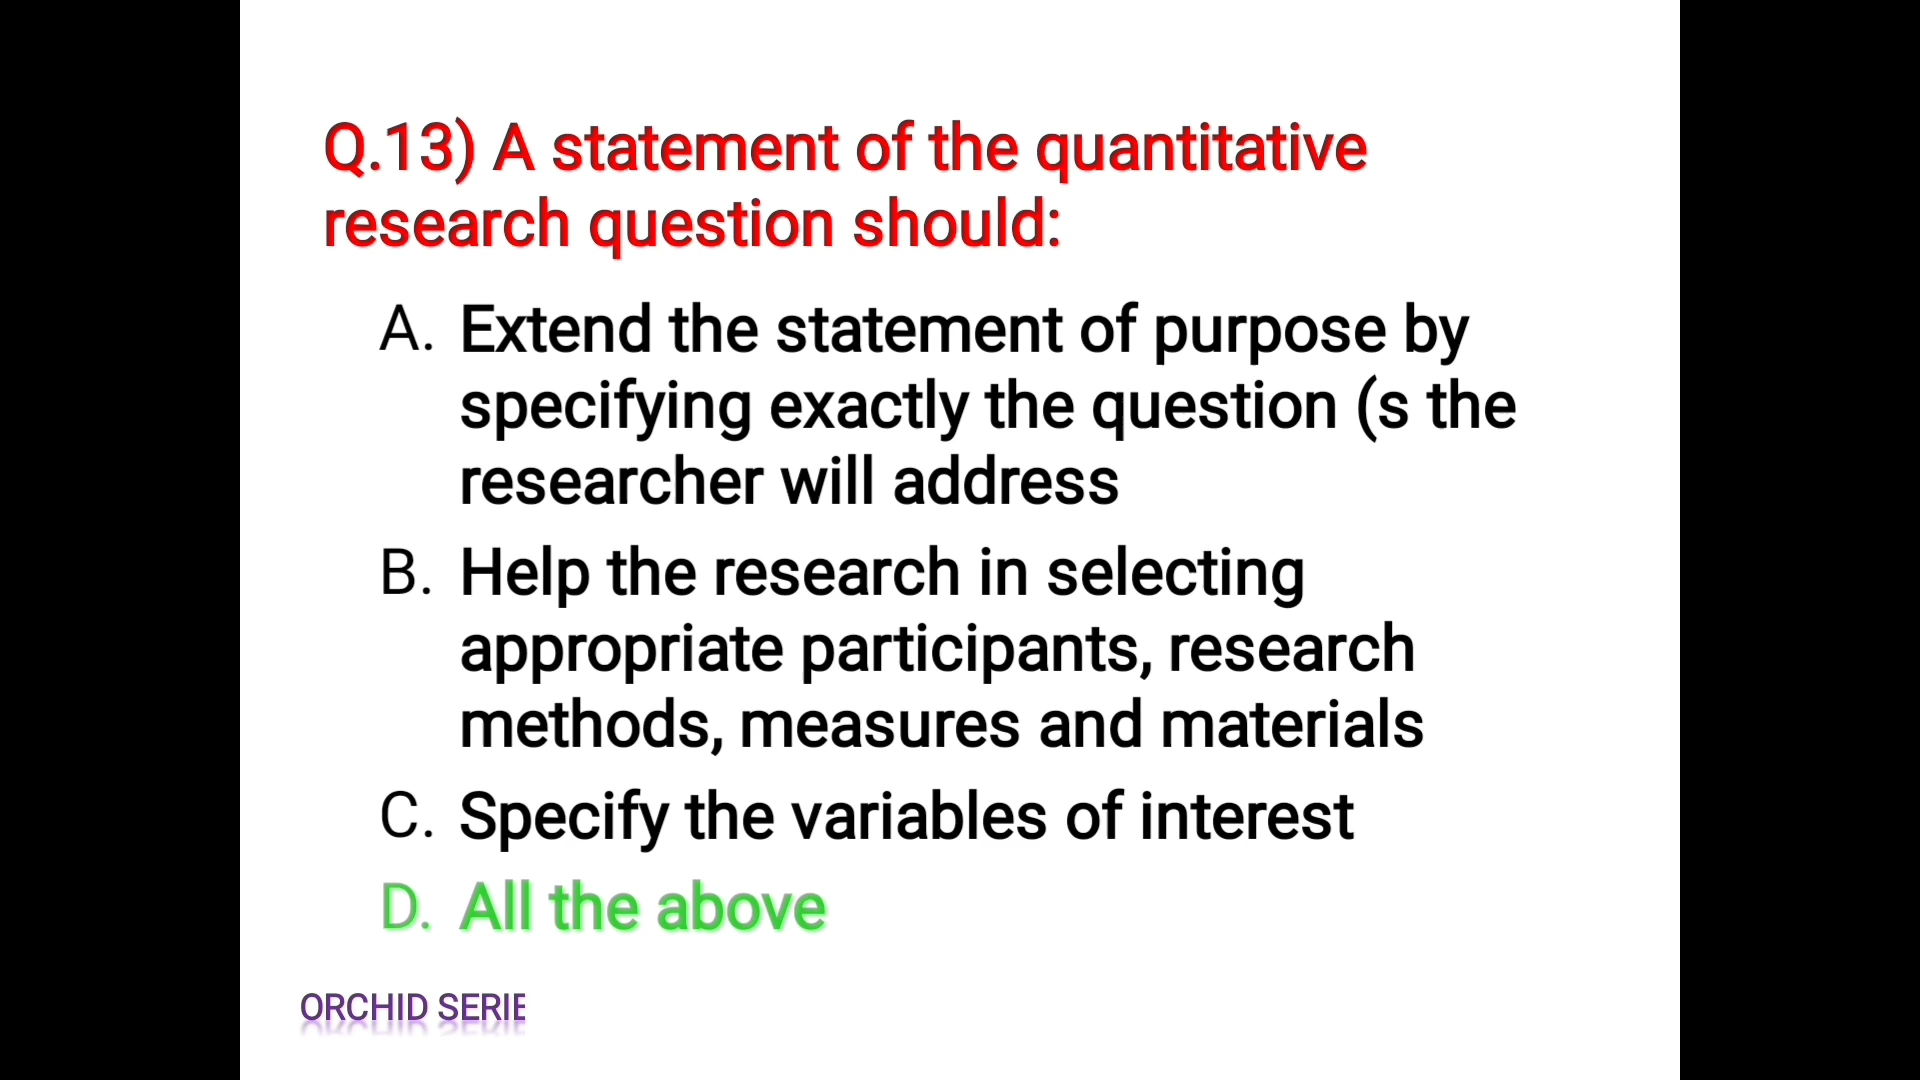 Q.13) A statement of the quantitative
research question should:
A. Extend the statement of purpose by
specifying exactly the question (s the
researcher will address
B. Help the research in selecting
appropriate participants, research
methods, measures and materials
C. Specify the variables of interest
D. All the above
ORCHID SERIE